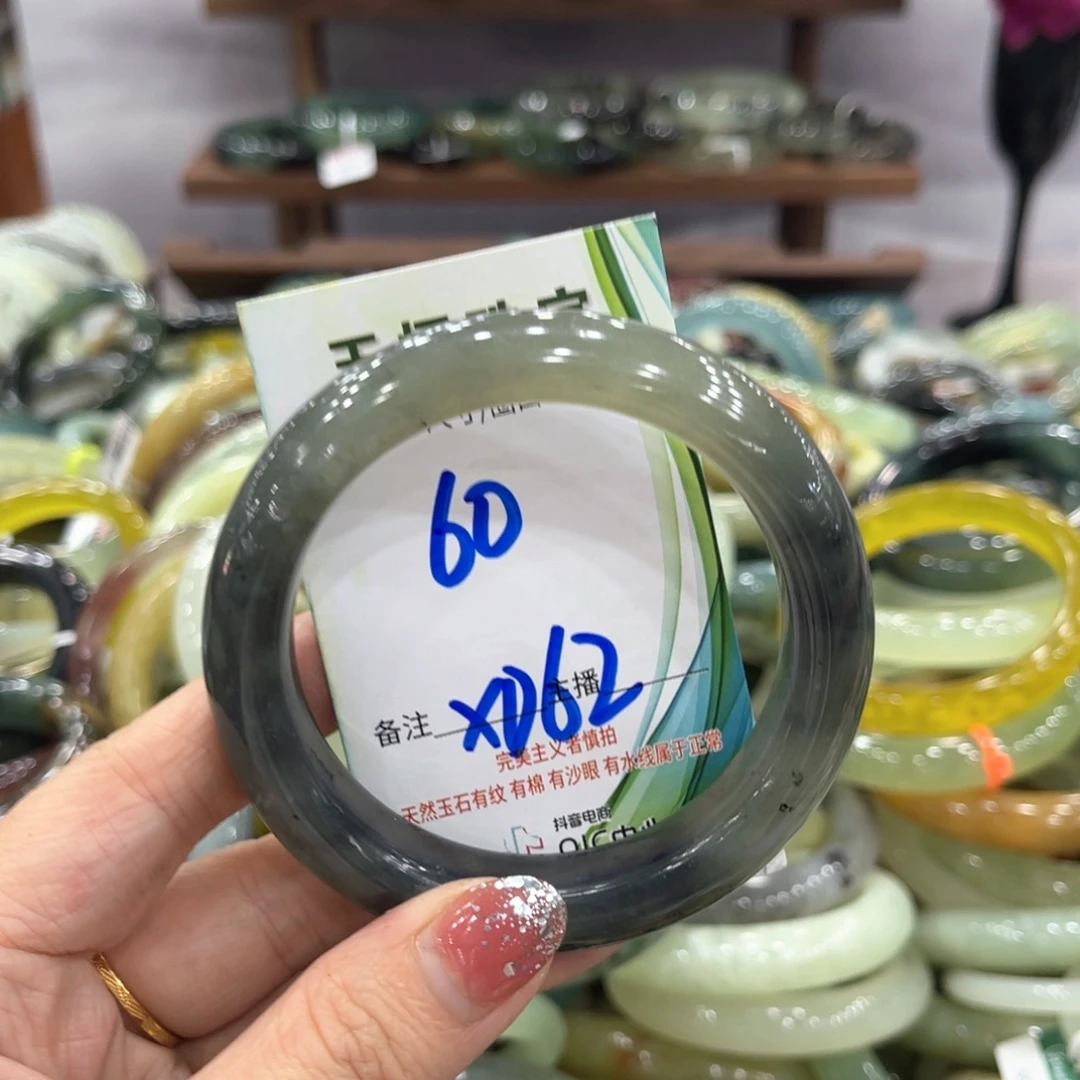 60
主播
备注 XD62
完美主义者慎拍
天然玉石有纹 有棉 有沙眼 有水线属于正常
抖音电商